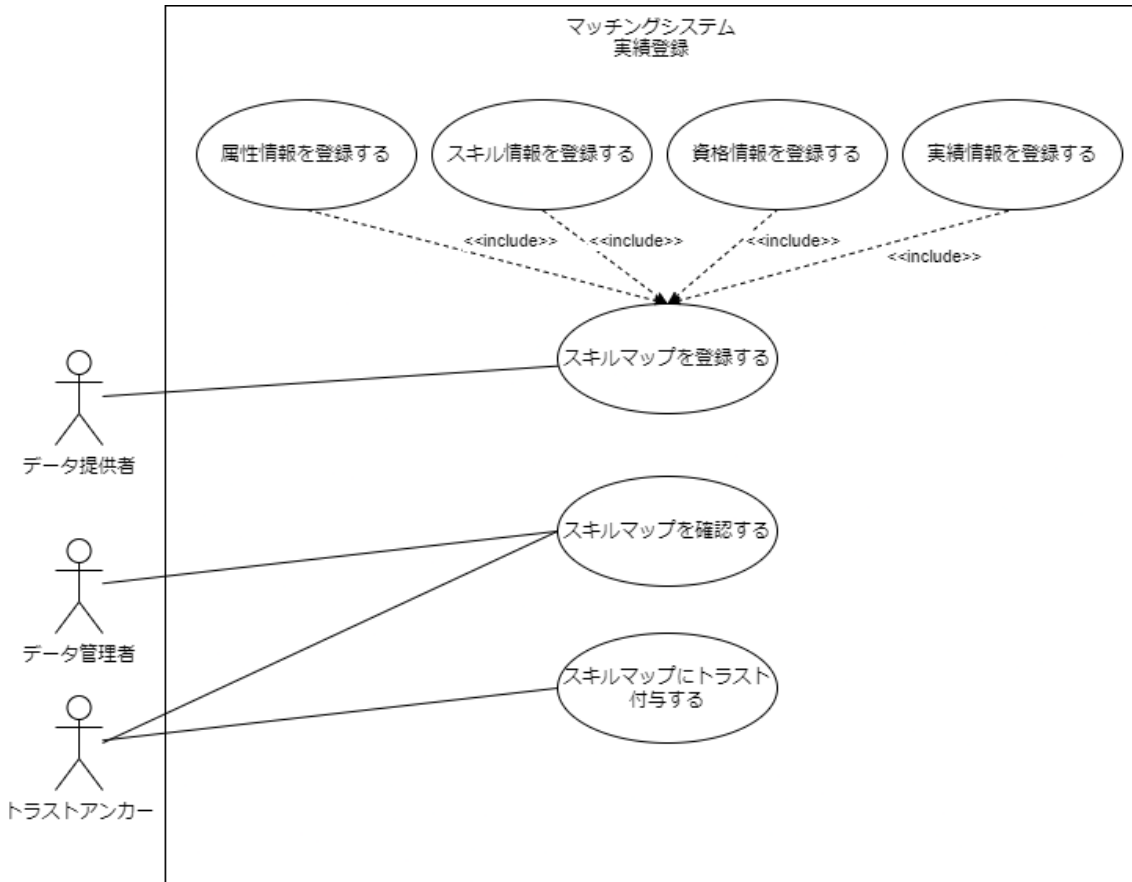 マッチングシステム
実績登録
属性情報を登録する
スキル情報を登録する
資格情報を登録する
実績情報を登録する
<<include>>
<<include>>
<<include>>
<<include>>
スキルマップを登録する
データ提供者
スキルマップを確認する
データ管理者
スキルマップにトラスト
付与する
トラストアンカー